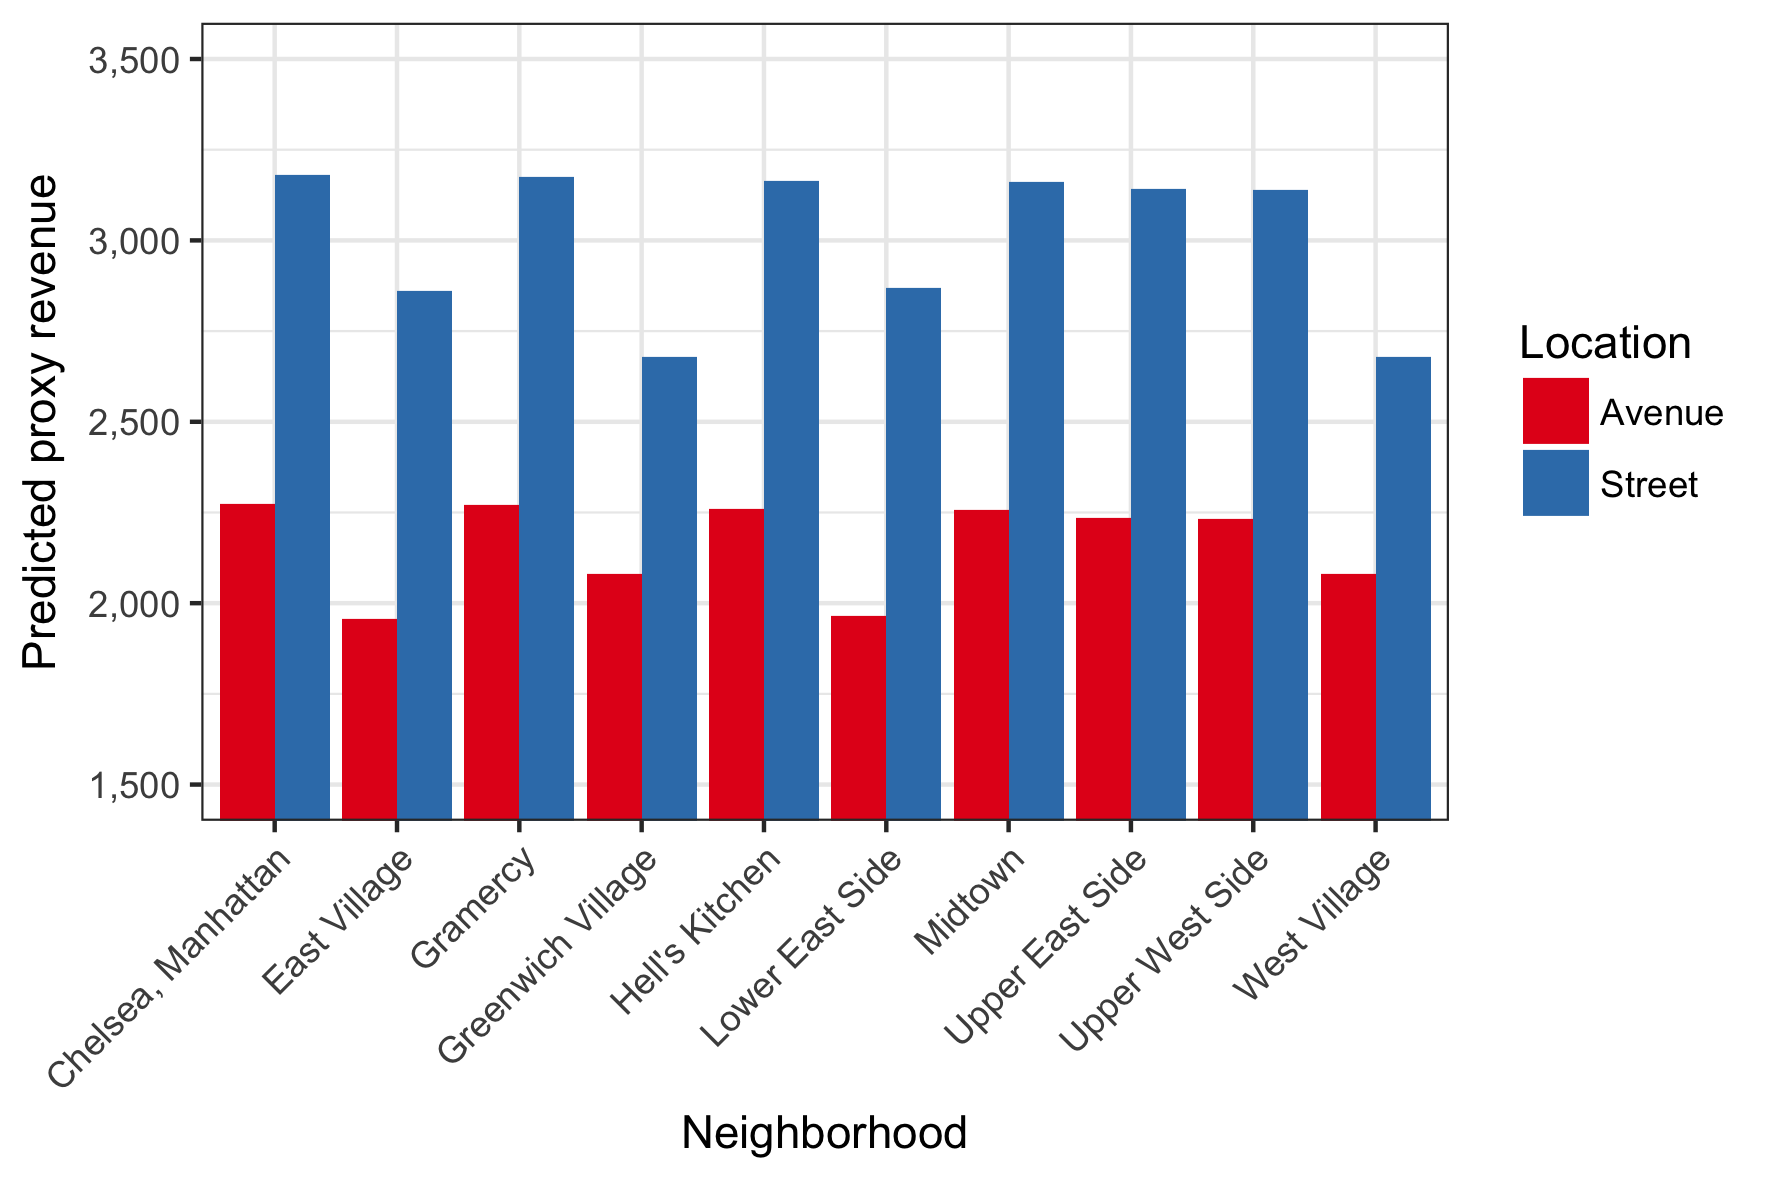 Predicted proxy revenue
3,500
3,000
2,500
2,000
1,500
Chelsea, Manhattan
East Village
Gramercy
Greenwich Village
Hell's Kitchen
Lower East Side
Midtown
Upper East Side
Upper West Side
West Village
Neighborhood
Location
Avenue
Street